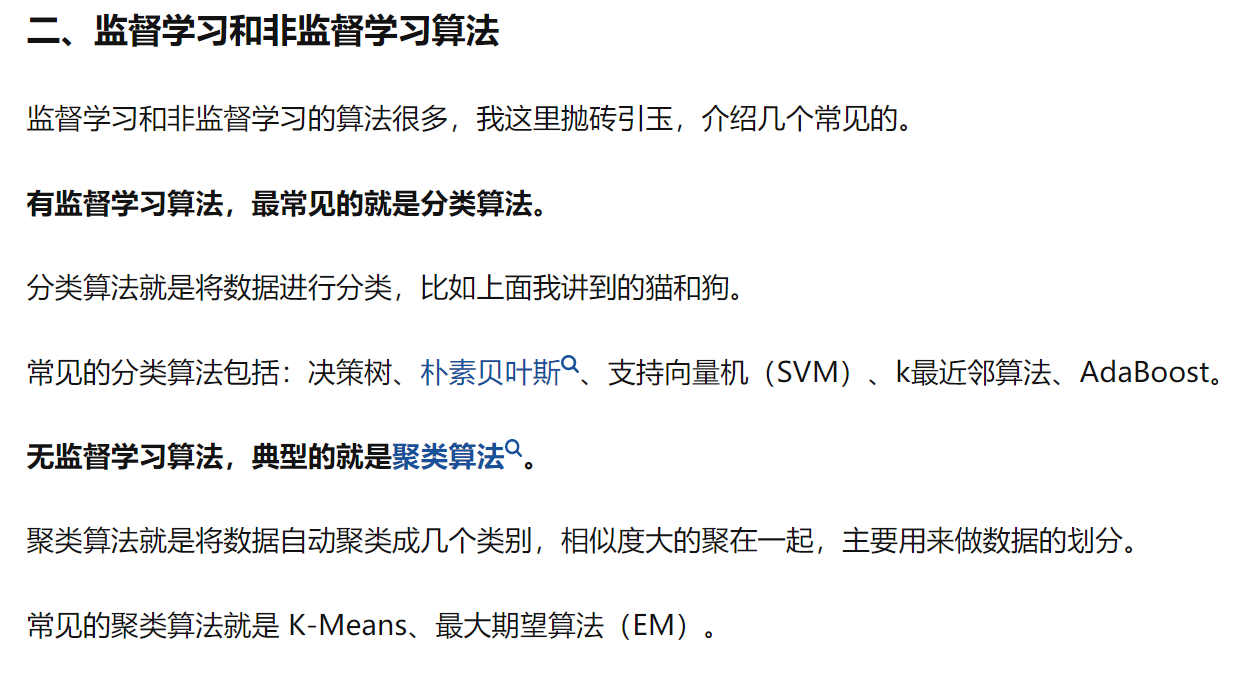 二、监督学习和非监督学习算法
监督学习和非监督学习的算法很多，我这里抛砖引玉，介绍几个常见的。
有监督学习算法，最常见的就是分类算法。
分类算法就是将数据进行分类，比如上面我讲到的猫和狗。
常见的分类算法包括：决策树、朴素贝叶斯、支持向量机（SVM）、k最近邻算法、AdaBoost。
无监督学习算法，典型的就是聚类算法。
聚类算法就是将数据自动聚类成几个类别，相似度大的聚在一起，主要用来做数据的划分。
常见的聚类算法就是 K-Means、最大期望算法（EM）。